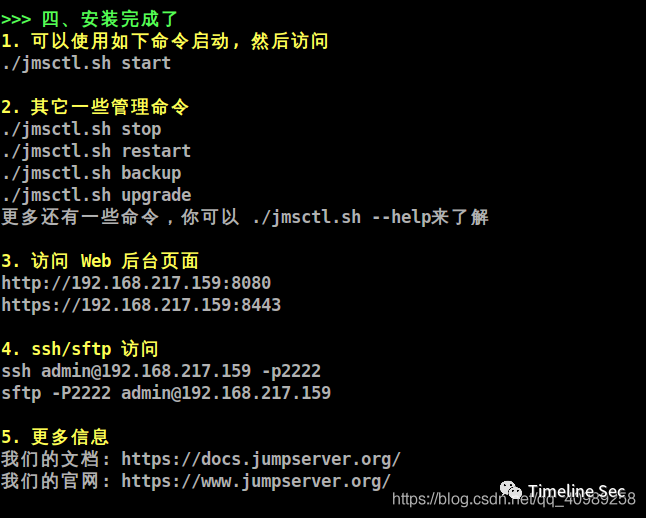 >>> 四、安装完成了
1. 可以使用如下命令启动, 然后访问
./jmsctl.sh start
2. 其它一些管理命令
./jmsctl.sh stop
./jmsctl.sh restart
./jmsctl.sh backup
./jmsctl.sh upgrade
更多还有一些命令，你可以 ./jmsctl.sh --help来了解
3. 访问 Web 后台页面
http://192.168.217.159:8080
https://192.168.217.159:8443
4. ssh/sftp 访问
ssh admin@192.168.217.159 -p2222
sftp -P2222 admin@192.168.217.159
5. 更多信息
我们的文档: https://docs.jumpserver.org/
我们的官网: https://www.jumpserver.org/
Timeline Sec
https://blog.csdn.net/qq_40989258